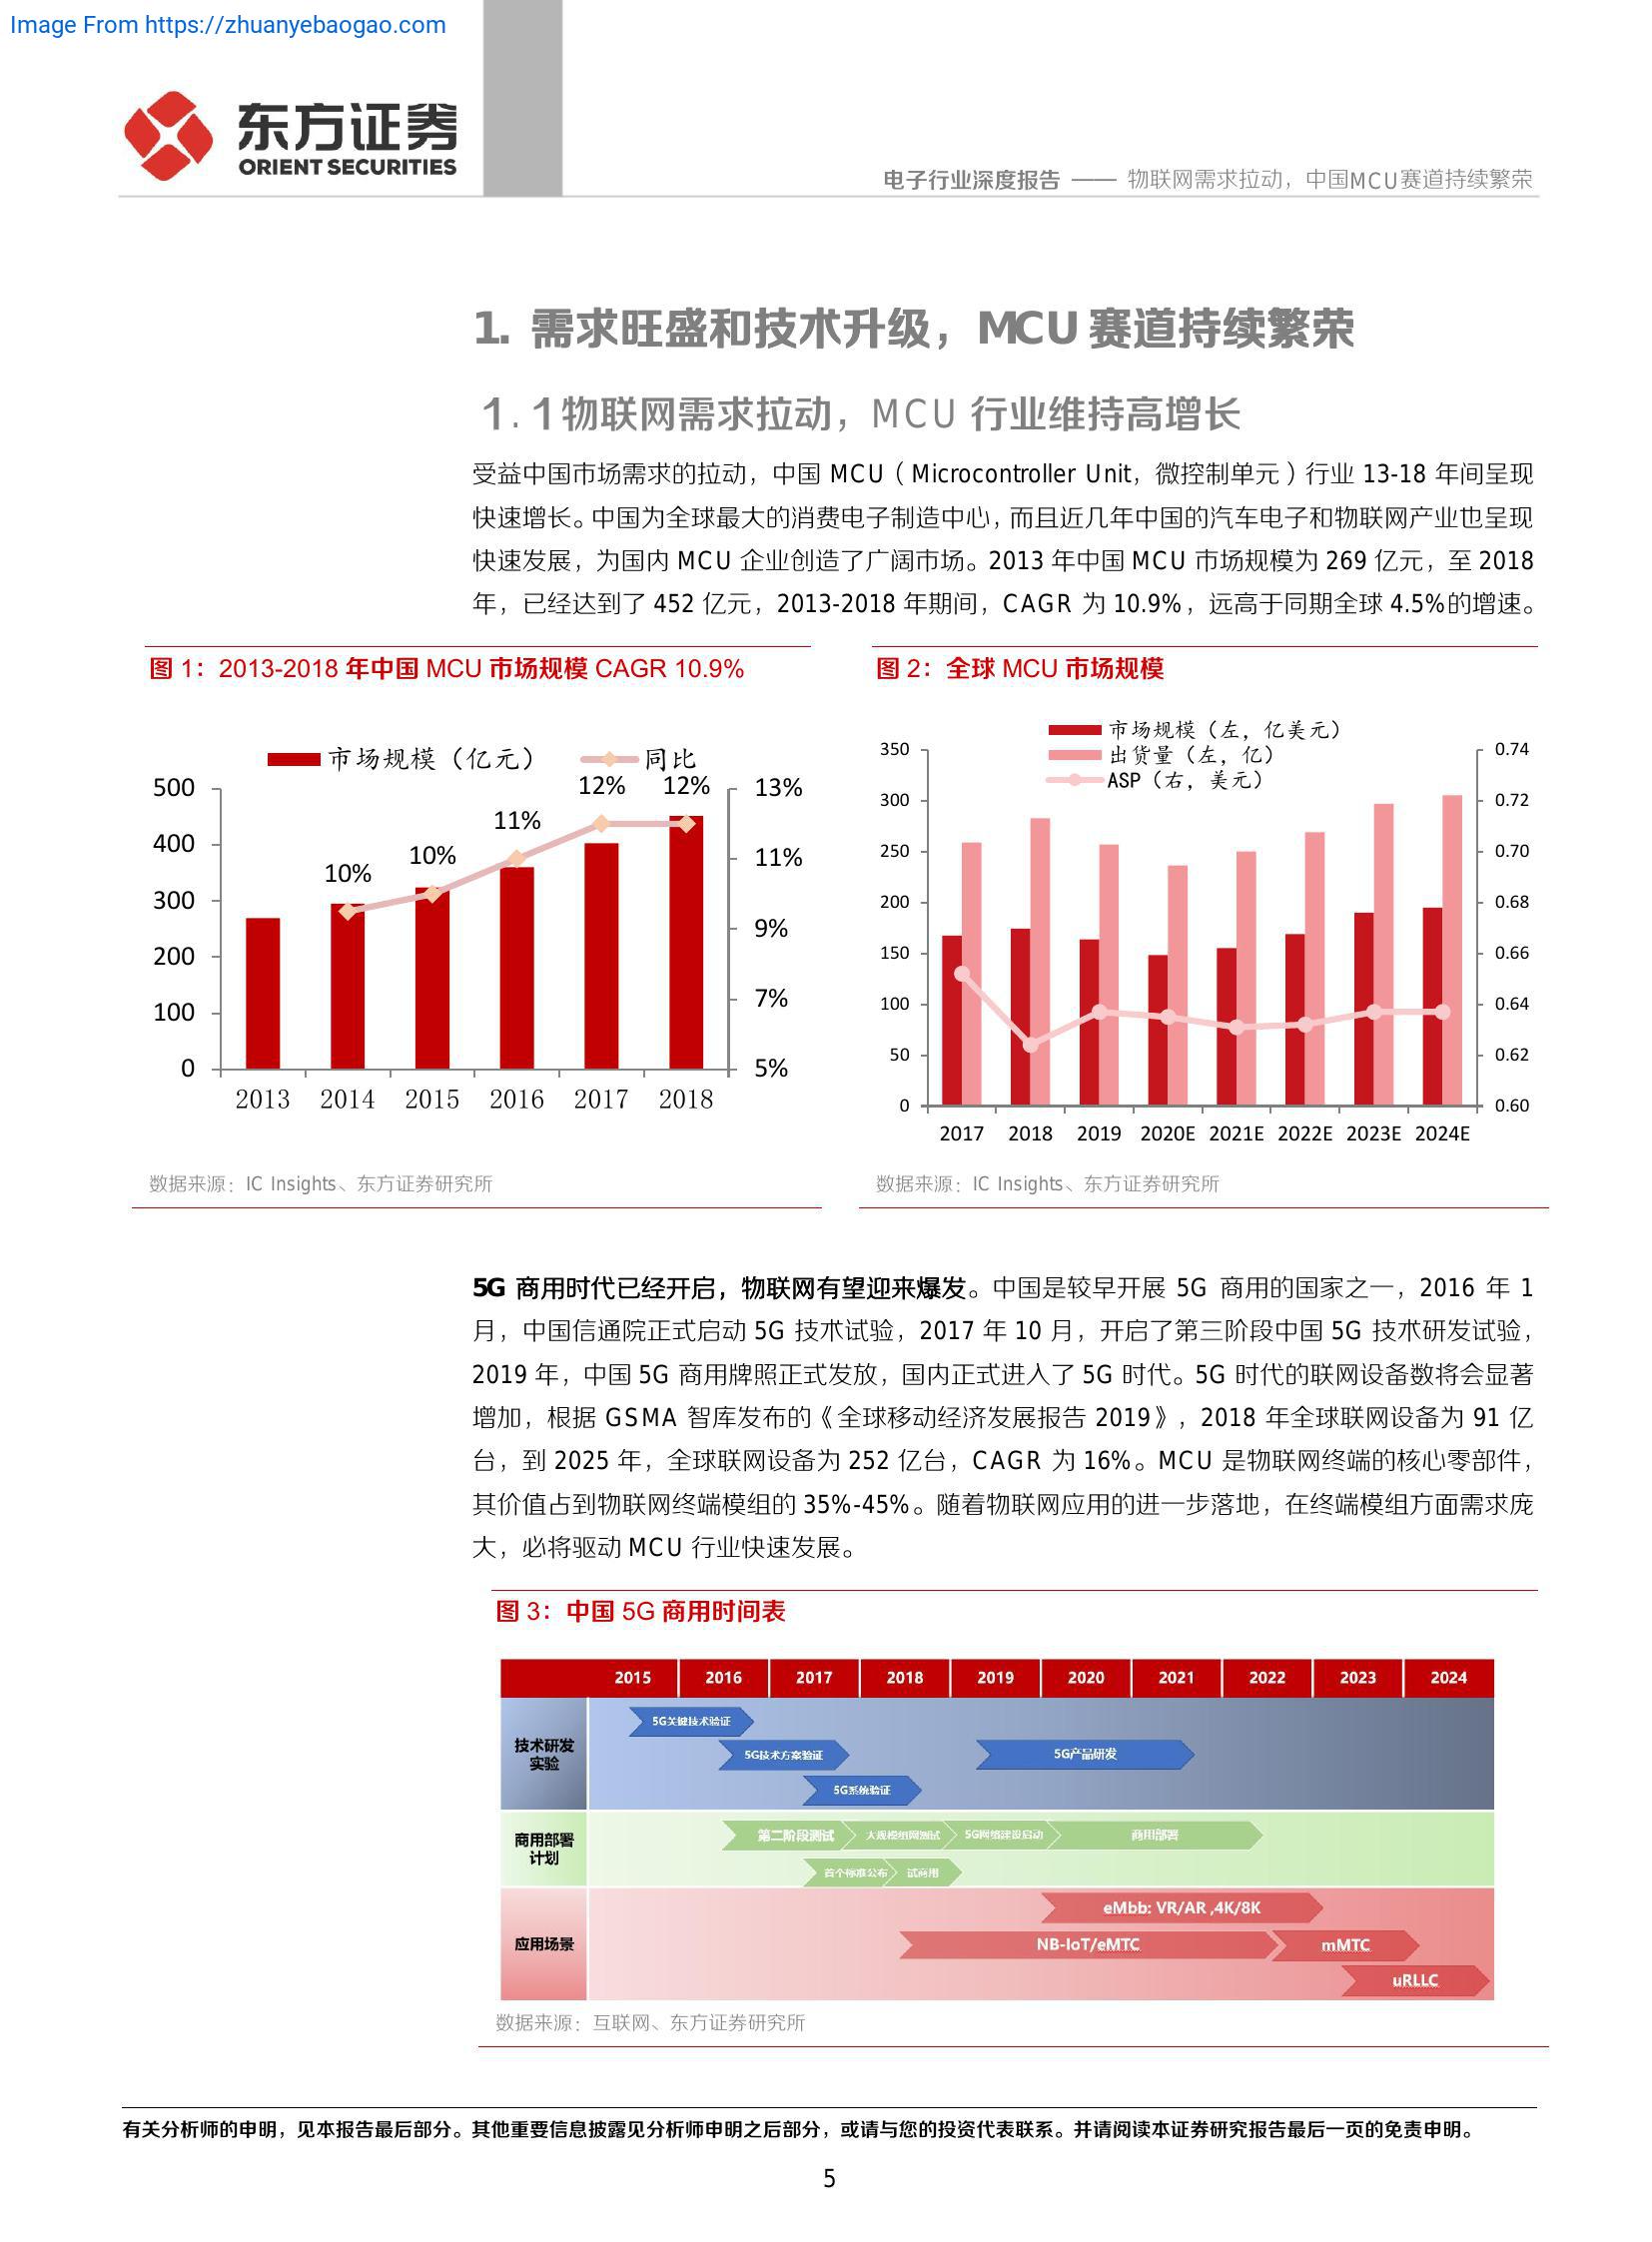 Image From https://zhuanyebaogao.com
东方证券
ORIENT SECURITIES
电子行业深度报告 —— 物联网需求拉动，中国MCU赛道持续繁荣
1. 需求旺盛和技术升级，MCU 赛道持续繁荣
1.1物联网需求拉动，MCU 行业维持高增长
受益中国市场需求的拉动，中国 MCU（Microcontroller Unit，微控制单元）行业 13-18 年间呈现
快速增长。中国为全球最大的消费电子制造中心，而且近几年中国的汽车电子和物联网产业也呈现
快速发展，为国内 MCU 企业创造了广阔市场。2013 年中国 MCU 市场规模为 269 亿元，至 2018
年，已经达到了 452 亿元，2013-2018 年期间，CAGR 为 10.9%，远高于同期全球 4.5%的增速。
图 1：2013-2018 年中国 MCU 市场规模 CAGR 10.9%
市场规模（亿元） 同比
12% 12%
11%
10%
10%
500
400
300
200
100
0
13%
11%
9%
7%
5%
2013 2014 2015 2016 2017 2018
数据来源：IC Insights、东方证券研究所
图 2：全球 MCU 市场规模
市场规模（左，亿美元）
出货量（左，亿）
ASP（右，美元）
350
300
250
200
150
100
50
0
0.74
0.72
0.70
0.68
0.66
0.64
0.62
0.60
2017 2018 2019 2020E 2021E 2022E 2023E 2024E
数据来源：IC Insights、东方证券研究所
5G 商用时代已经开启，物联网有望迎来爆发。中国是较早开展 5G 商用的国家之一，2016 年 1
月，中国信通院正式启动 5G 技术试验，2017 年 10 月，开启了第三阶段中国 5G 技术研发试验，
2019 年，中国 5G 商用牌照正式发放，国内正式进入了 5G 时代。5G 时代的联网设备数将会显著
增加，根据 GSMA 智库发布的《全球移动经济发展报告 2019》，2018 年全球联网设备为 91 亿
台，到 2025 年，全球联网设备为 252 亿台，CAGR 为 16%。MCU 是物联网终端的核心零部件，
其价值占到物联网终端模组的 35%-45%。随着物联网应用的进一步落地，在终端模组方面需求庞
大，必将驱动 MCU 行业快速发展。
图 3：中国 5G 商用时间表
2015 2016 2017 2018 2019 2020 2021 2022 2023 2024
技术研发
实验
5G关键技术验证
5G技术方案验证 5G产品研发
5G系统验证
商用部署
计划
第二阶段测试 大规模组网测试 5G网络建设启动 商用部署
首个标准公布 试商用
应用场景
eMbb: VR/AR ,4K/8K
NB-IoT/eMTC mMTC
uRLLC
数据来源：互联网、东方证券研究所
有关分析师的申明，见本报告最后部分。其他重要信息披露见分析师申明之后部分，或请与您的投资代表联系。并请阅读本证券研究报告最后一页的免责申明。
5